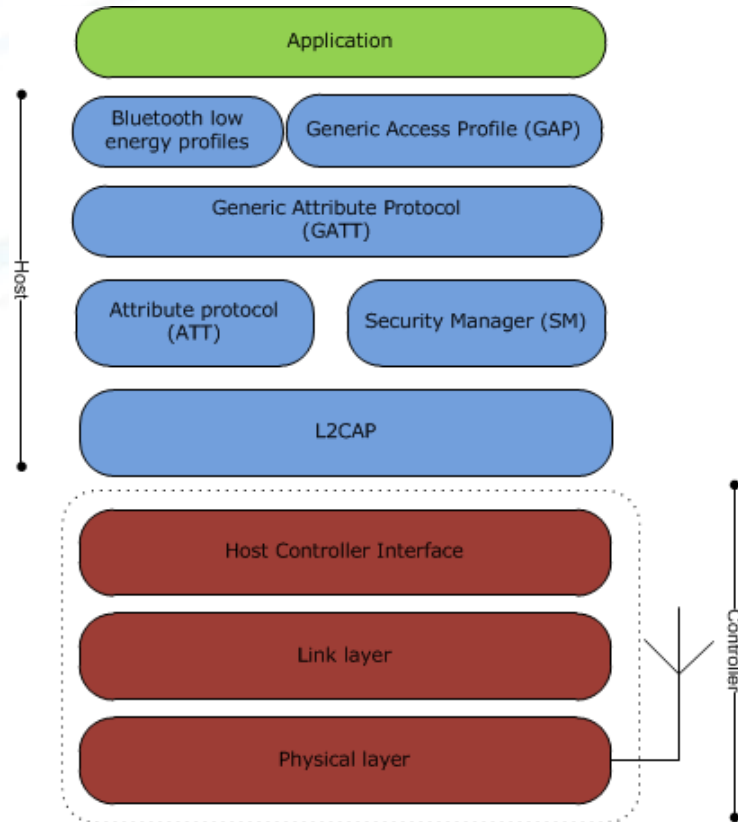 Application
Bluetooth low
energy profiles
Generic Access Profile (GAP)
Generic Attribute Protocol
(GATT)
Host
Attribute protocol
(ATT)
Security Manager (SM)
L2CAP
Host Controller Interface
Link layer
Controller
Physical layer